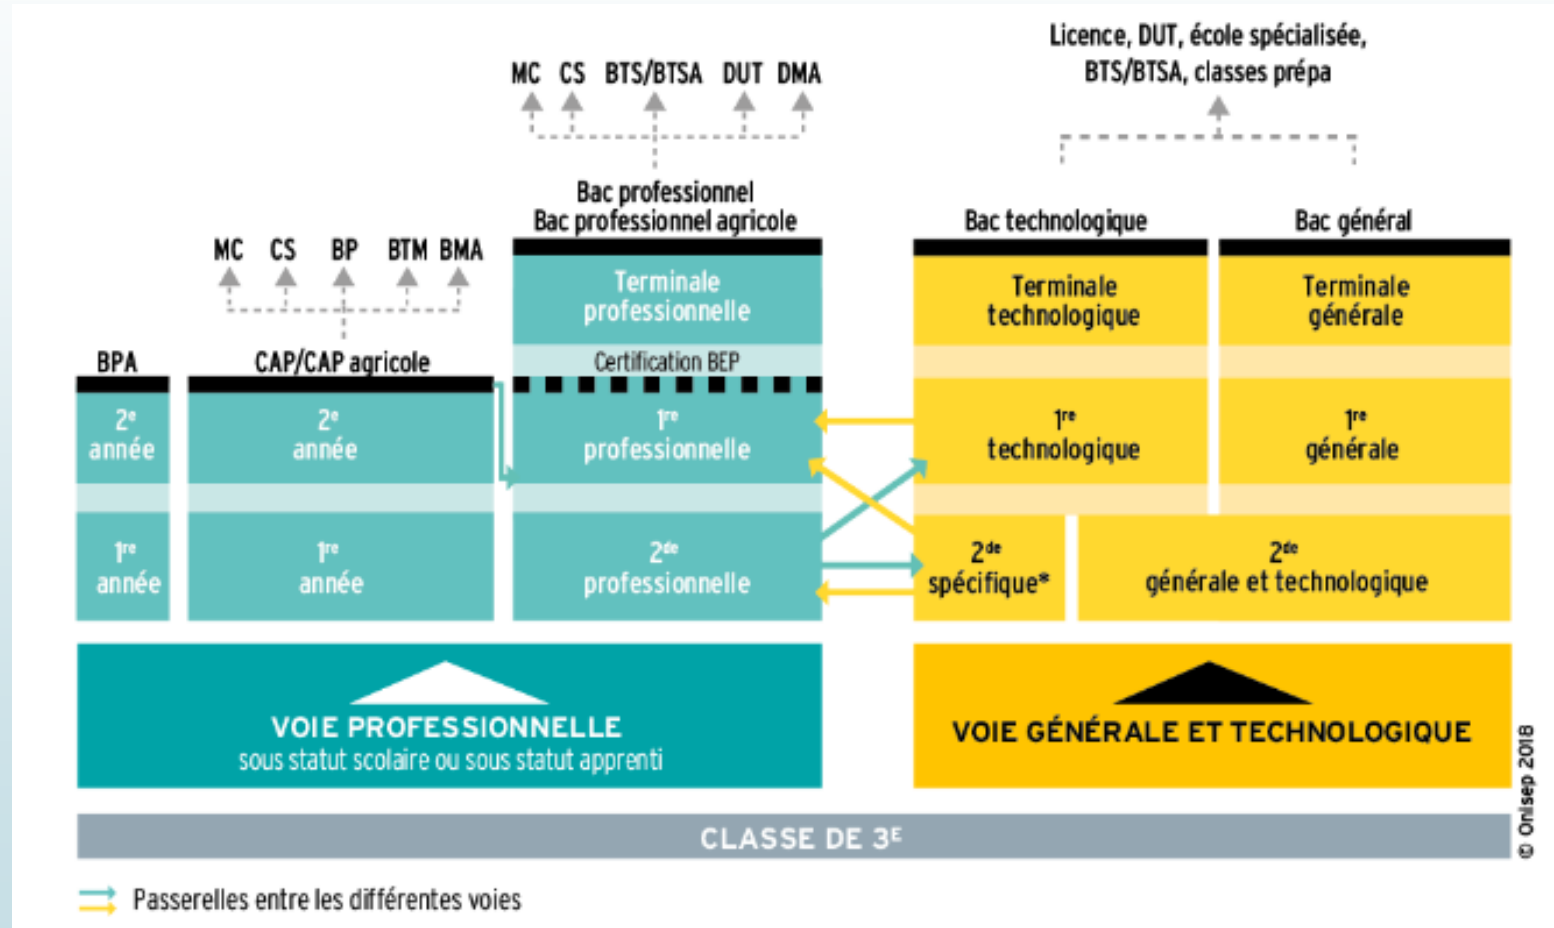 Licence, DUT, école spécialisée,
BTS/BTSA, classes prépa
MC CS BTS/BTSA DUT DMA
Bac professionnel
Bac professionnel agricole
Bac technologique
Bac général
MC CS BP BTM BMA
Terminale
professionnelle
Terminale
technologique
Terminale
générale
BPA
CAP/CAP agricole
Certification BEP
2e
année
2e
année
1re
professionnelle
1re
technologique
1re
générale
1re
année
1re
année
2de
professionnelle
2de
spécifique*
2de
générale et technologique
VOIE PROFESSIONNELLE
sous statut scolaire ou sous statut apprenti
VOIE GÉNÉRALE ET TECHNOLOGIQUE
CLASSE DE 3E
Passerelles entre les différentes voies
© Onisep 2018